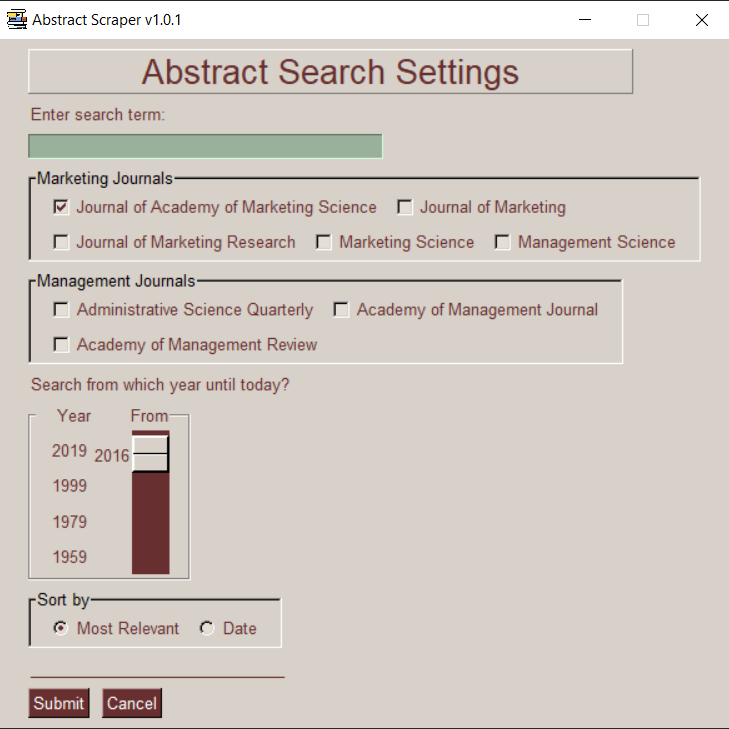 Abstract Scraper v1.0.1
Abstract Search Settings
Enter search term:
Marketing Journals
Journal of Academy of Marketing Science Journal of Marketing
Journal of Marketing Research Marketing Science Management Science
Management Journals
Administrative Science Quarterly Academy of Management Journal
Academy of Management Review
Search from which year until today?
Year From
2019 2016
1999
1979
1959
Sort by
Most Relevant Date
Submit Cancel